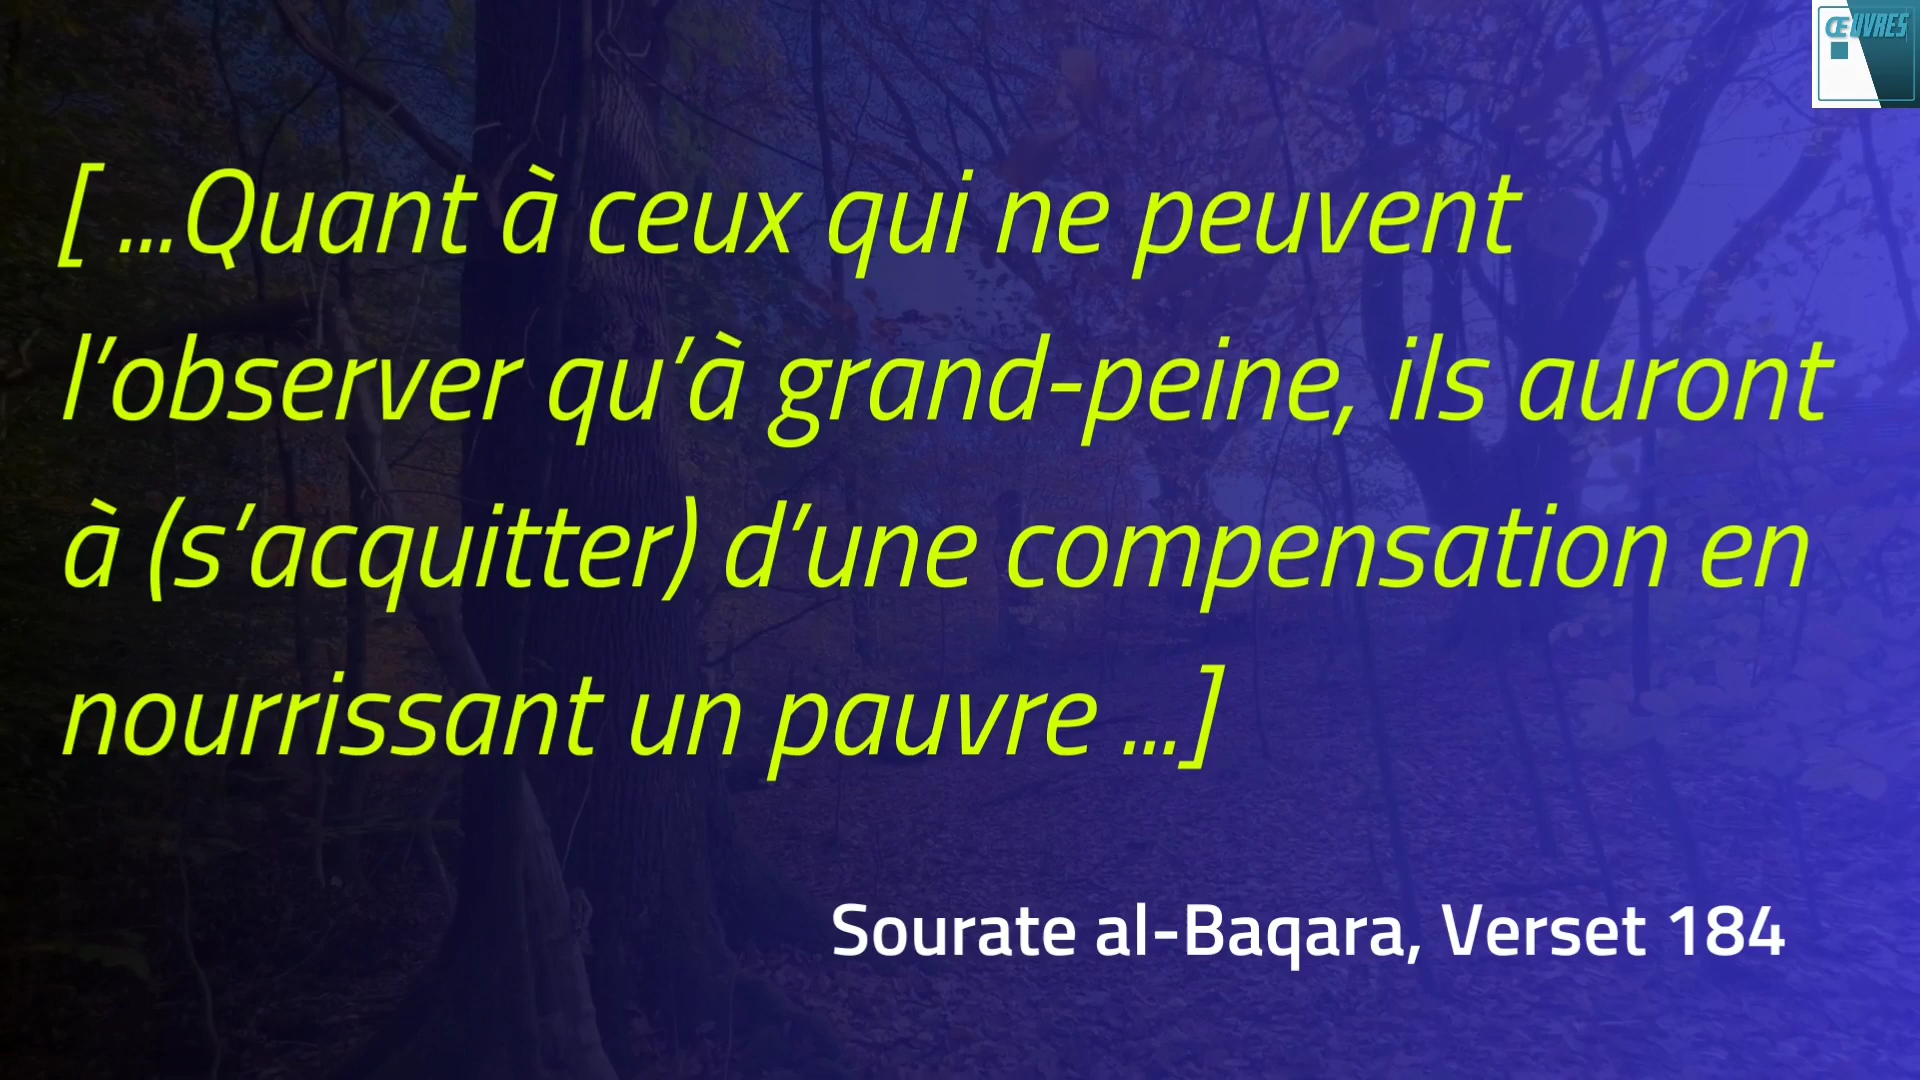 ŒUVRES
[ ...Quant à ceux qui ne peuvent
l’observer qu’à grand-peine, ils auront
à (s’acquitter) d’une compensation en
nourrissant un pauvre ...]
Sourate al-Baqara, Verset 184